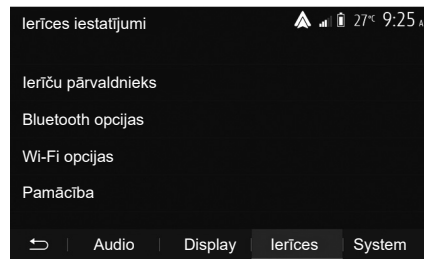 Ierīces iestatījumi 27°C 9:25 A
Ierīču pārvaldnieks
Bluetooth opcijas
Wi-Fi opcijas
Pamācība
Audio Display Ierīces System